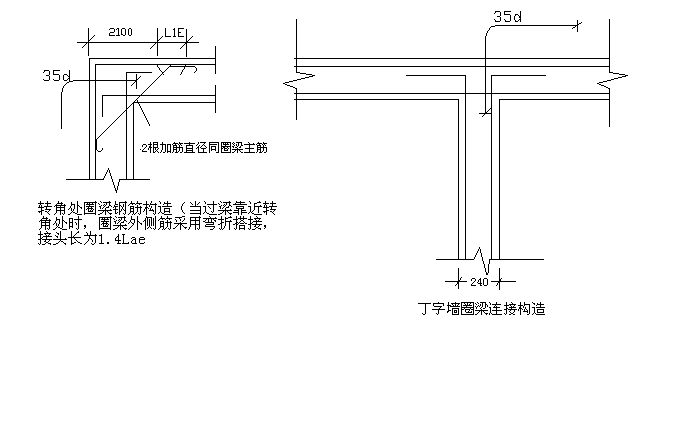 2100
L1E
35d
2根加筋直径同圈梁主筋
转角处圈梁钢筋构造（当过梁靠近转
角处时，圈梁外侧筋采用弯折搭接，
接头长为1.4Lae
35d
240
丁字墙圈梁连接构造